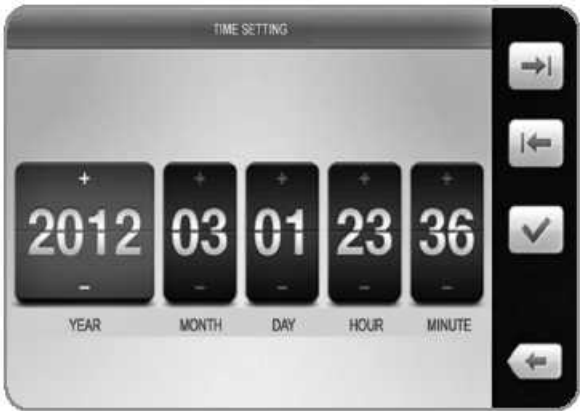 TIME SETTING
+ + + + +
2012 03 01 23 36
- - - - -
YEAR MONTH DAY HOUR MINUTE